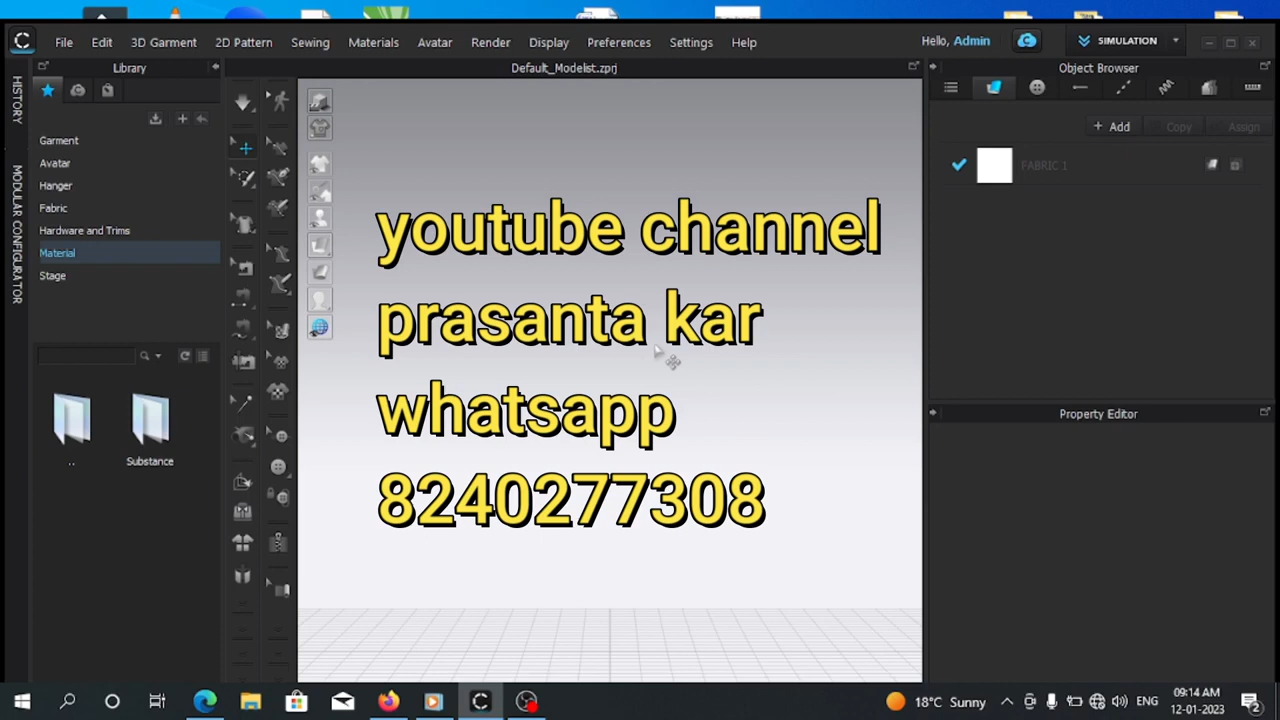 File Edit 3D Garment 2D Pattern Sewing Materials Avatar Render Display Preferences Settings Help Hello, Admin SIMULATION
Library
Default_Modelist.zprj
Object Browser
HISTORY
MODULAR CONFIGURATOR
+ Add Copy Assign
Garment
Avatar
Hanger
Fabric
Hardware and Trims
Material
Stage
FABRIC 1
youtube channel
prasanta kar
whatsapp
8240277308
Property Editor
..
Substance
18°C Sunny
ENG
09:14 AM
12-01-2023
2